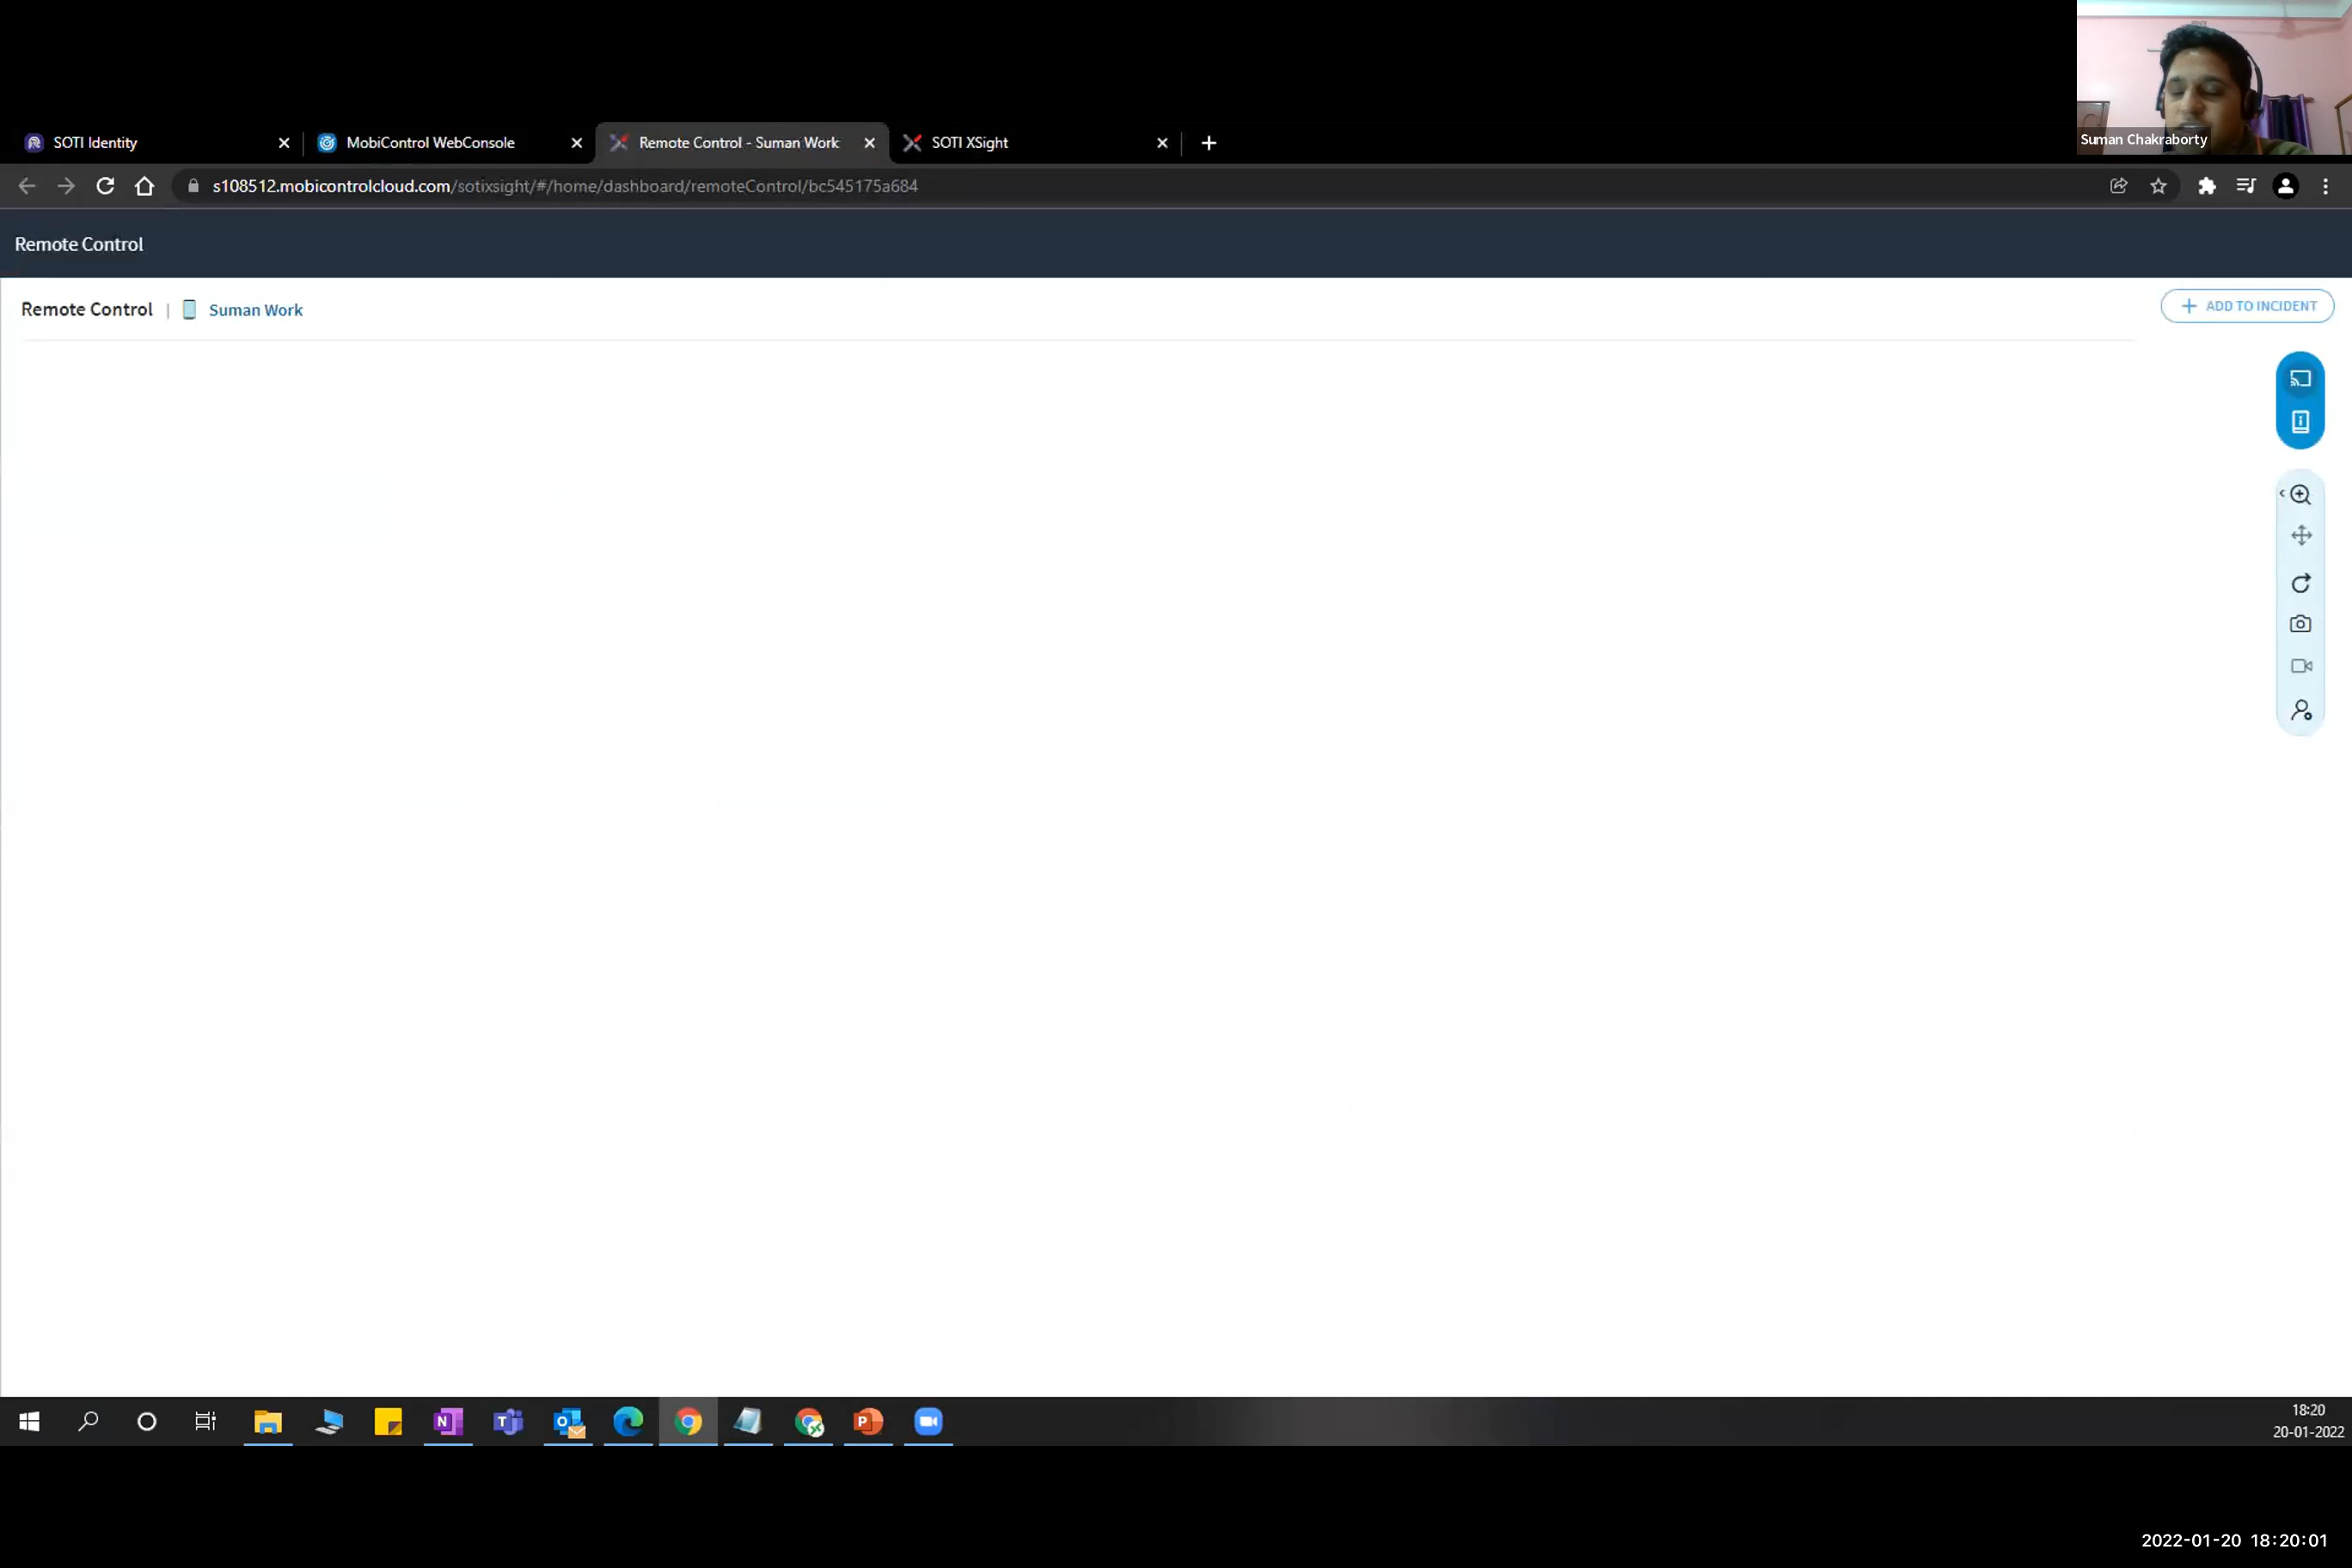 Suman Chakraborty
SOTI Identity
MobiControl WebConsole
Remote Control - Suman Work
SOTI XSight
s108512.mobicontrolcloud.com/sotixsight/#/home/dashboard/remoteControl/bc545175a684
Remote Control
Remote Control | Suman Work
ADD TO INCIDENT
18:20
20-01-2022
2022-01-20 18:20:01